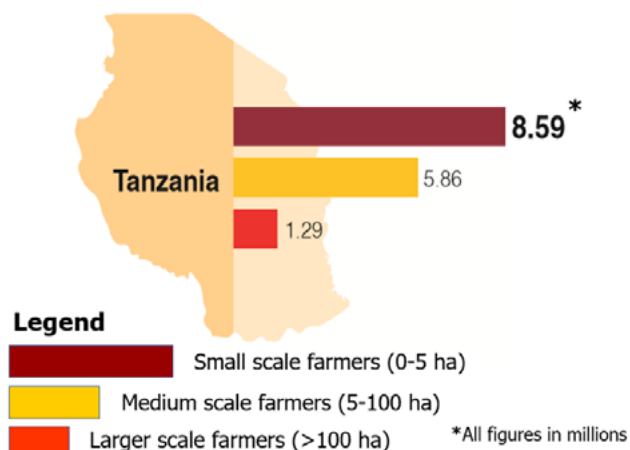 8.59*
Tanzania
5.86
1.29
Legend
Small scale farmers (0-5 ha)
Medium scale farmers (5-100 ha)
Larger scale farmers (>100 ha)
*All figures in millions